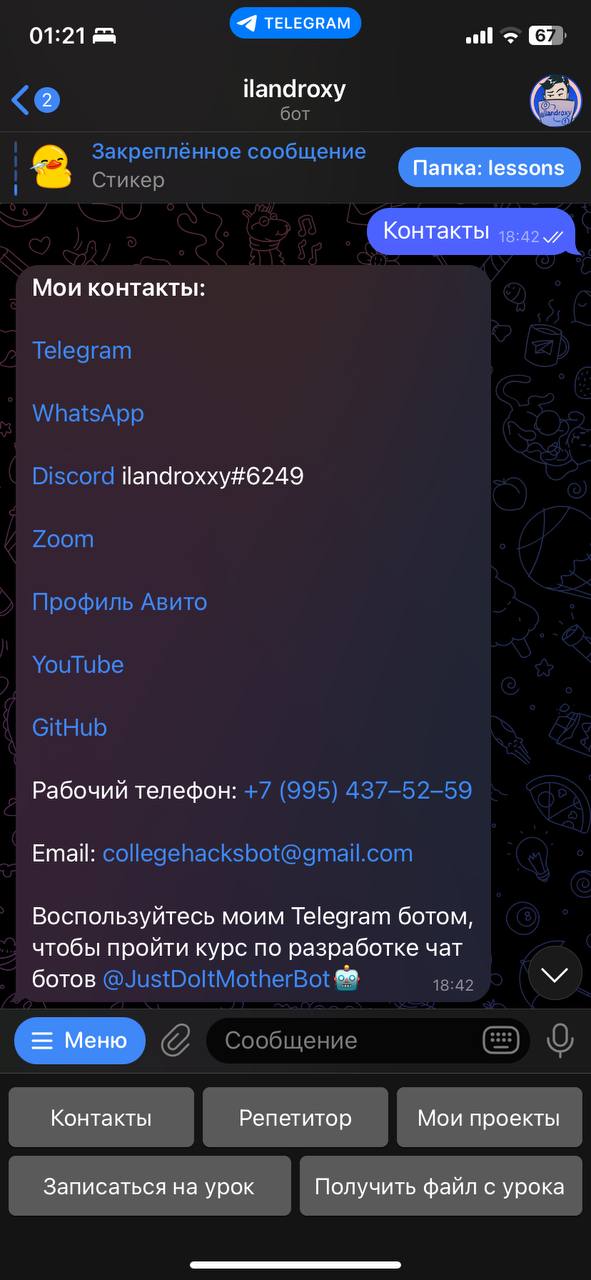 01:21
TELEGRAM
67
2
ilandroxy
бот
Закреплённое сообщение
Стикер
Папка: lessons
Контакты 18:42
Мои контакты:
Telegram
WhatsApp
Discord ilandroxxy#6249
Zoom
Профиль Авито
YouTube
GitHub
Рабочий телефон: +7 (995) 437–52–59
Email: collegehacksbot@gmail.com
Воспользуйтесь моим Telegram ботом,
чтобы пройти курс по разработке чат
ботов @JustDoItMotherBot🤖 18:42
Меню
Сообщение
Контакты
Репетитор
Мои проекты
Записаться на урок
Получить файл с урока